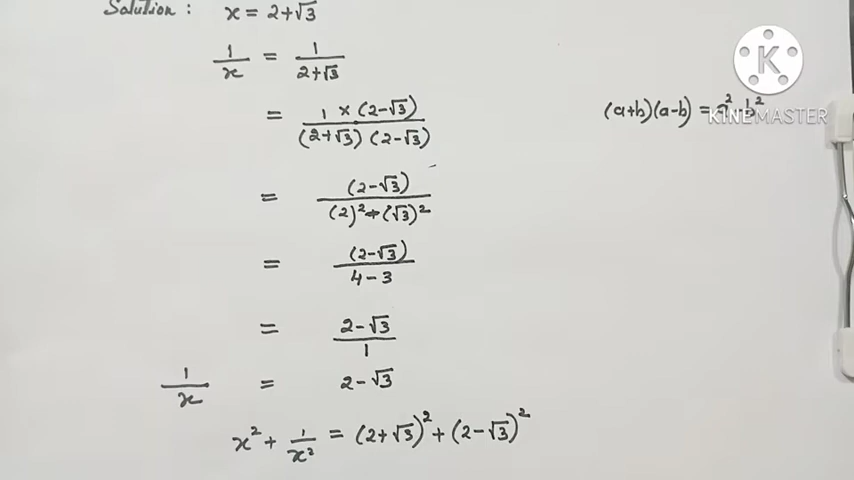 Solution : x = 2+√3
1/x = 1/(2+√3)
= 1 × (2-√3) / (2+√3) (2-√3)
(a+b)(a-b) = a² - b²
KINEMASTER
= (2-√3) / (2)² - (√3)²
= (2-√3) / 4-3
= 2-√3 / 1
1/x = 2-√3
x² + 1/x² = (2+√3)² + (2-√3)²